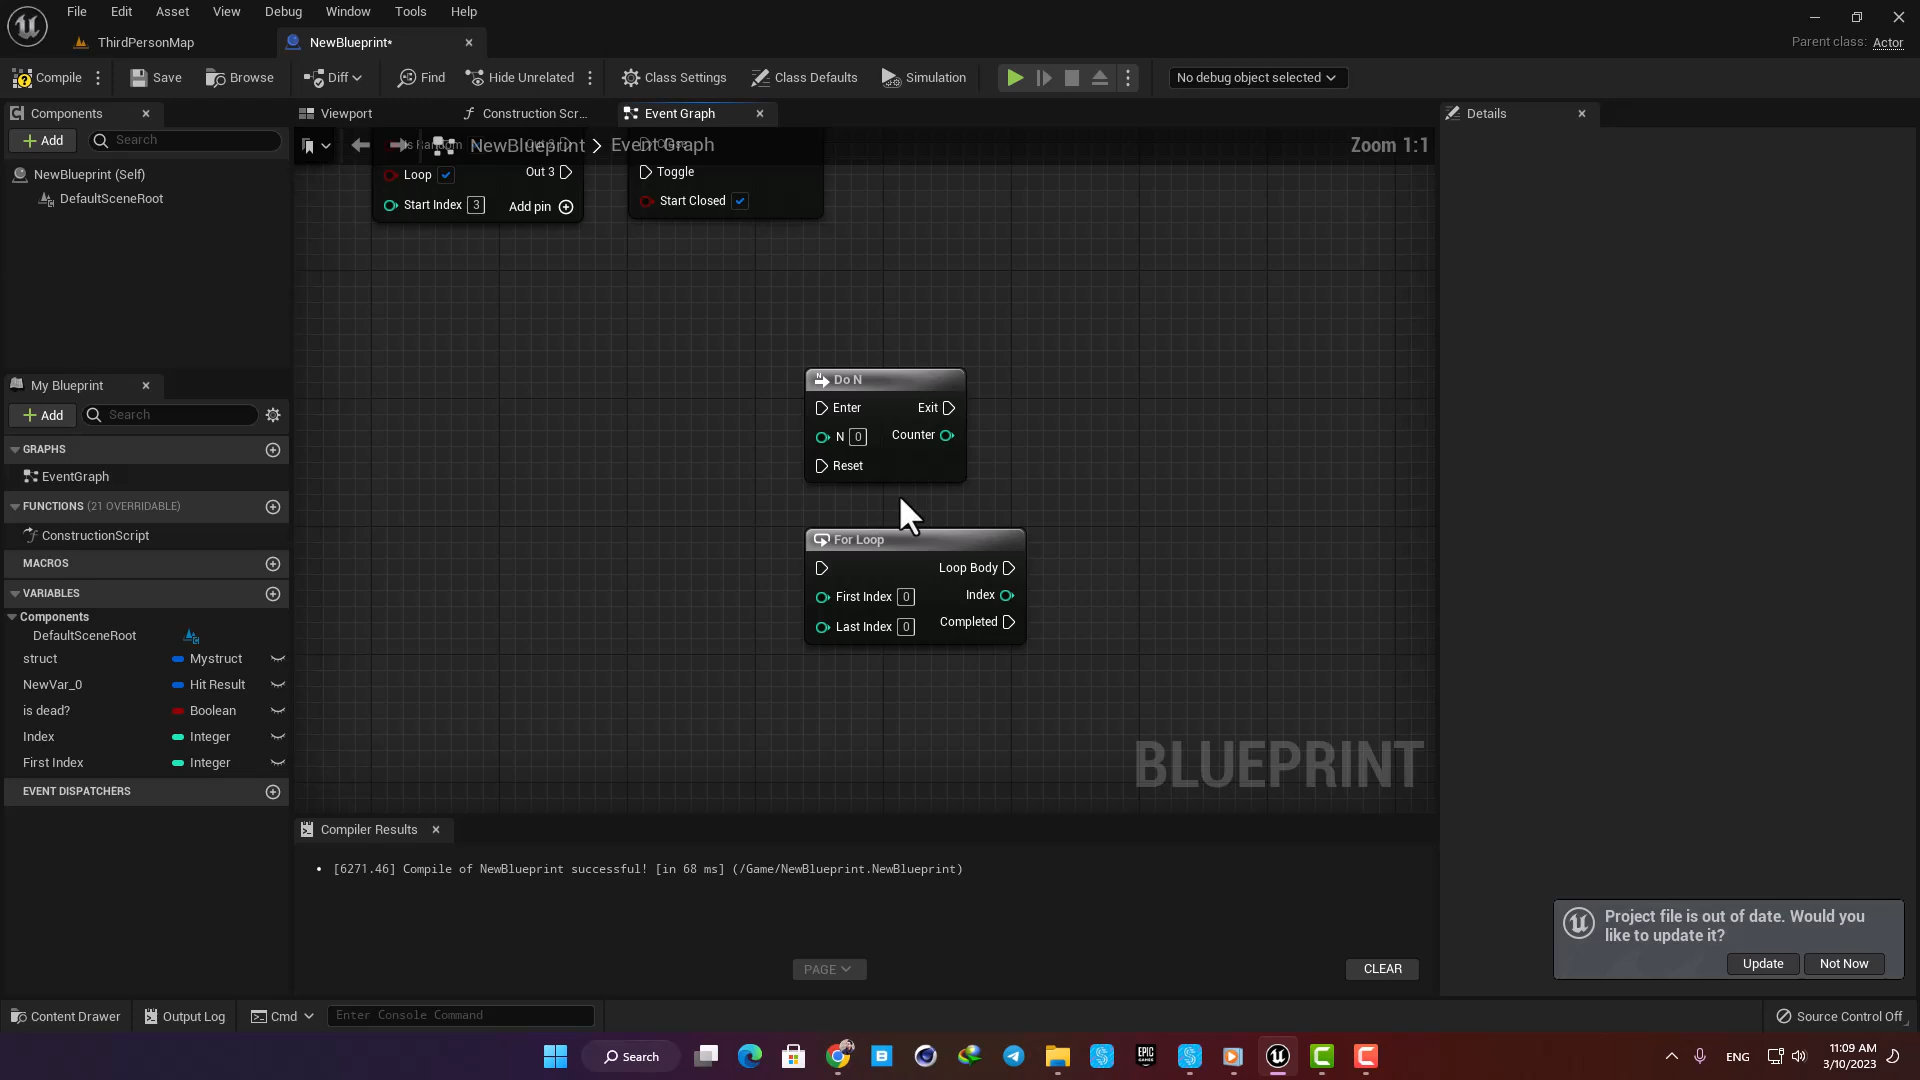 File Edit Asset View Debug Window Tools Help
ThirdPersonMap
NewBlueprint*
Parent class: Actor
Compile
Save
Browse
Diff
Find
Hide Unrelated
Class Settings
Class Defaults
Simulation
No debug object selected
Components
Add
Search
NewBlueprint (Self)
DefaultSceneRoot
My Blueprint
Add
Search
GRAPHS
EventGraph
FUNCTIONS (21 OVERRIDABLE)
ConstructionScript
MACROS
VARIABLES
Components
DefaultSceneRoot
struct Mystruct
NewVar_0 Hit Result
is dead? Boolean
Index Integer
First Index Integer
EVENT DISPATCHERS
Viewport
Construction Scr...
Event Graph
NewBlueprint > Event Graph
Zoom 1:1
Loop
Out 3
Start Index 3
Add pin
Toggle
Start Closed
Do N
Enter Exit
N 0 Counter
Reset
For Loop
Loop Body
First Index 0 Index
Last Index 0 Completed
BLUEPRINT
Compiler Results
[6271.46] Compile of NewBlueprint successful! [in 68 ms] (/Game/NewBlueprint.NewBlueprint)
PAGE
CLEAR
Details
Project file is out of date. Would you
like to update it?
Update
Not Now
Content Drawer
Output Log
Cmd
Enter Console Command
Source Control Off
Search
EPIC
GAMES
ENG
11:09 AM
3/10/2023